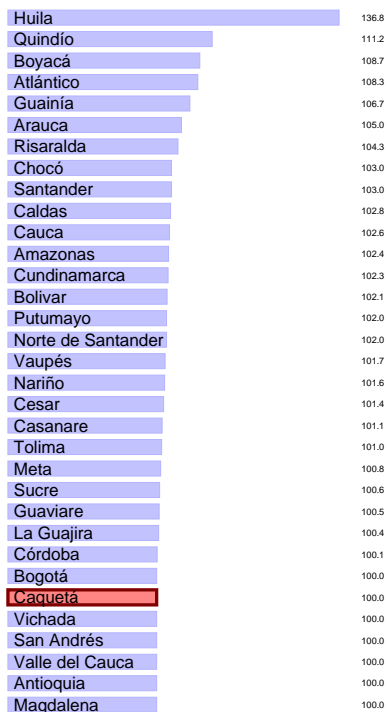 Huila 136.8
Quindío 111.2
Boyacá 108.7
Atlántico 108.3
Guainía 106.7
Arauca 105.0
Risaralda 104.3
Chocó 103.0
Santander 103.0
Caldas 102.8
Cauca 102.6
Amazonas 102.4
Cundinamarca 102.3
Bolivar 102.1
Putumayo 102.0
Norte de Santander 102.0
Vaupés 101.7
Nariño 101.6
Cesar 101.4
Casanare 101.1
Tolima 101.0
Meta 100.8
Sucre 100.6
Guaviare 100.5
La Guajira 100.4
Córdoba 100.1
Bogotá 100.0
Caquetá 100.0
Vichada 100.0
San Andrés 100.0
Valle del Cauca 100.0
Antioquia 100.0
Magdalena 100.0